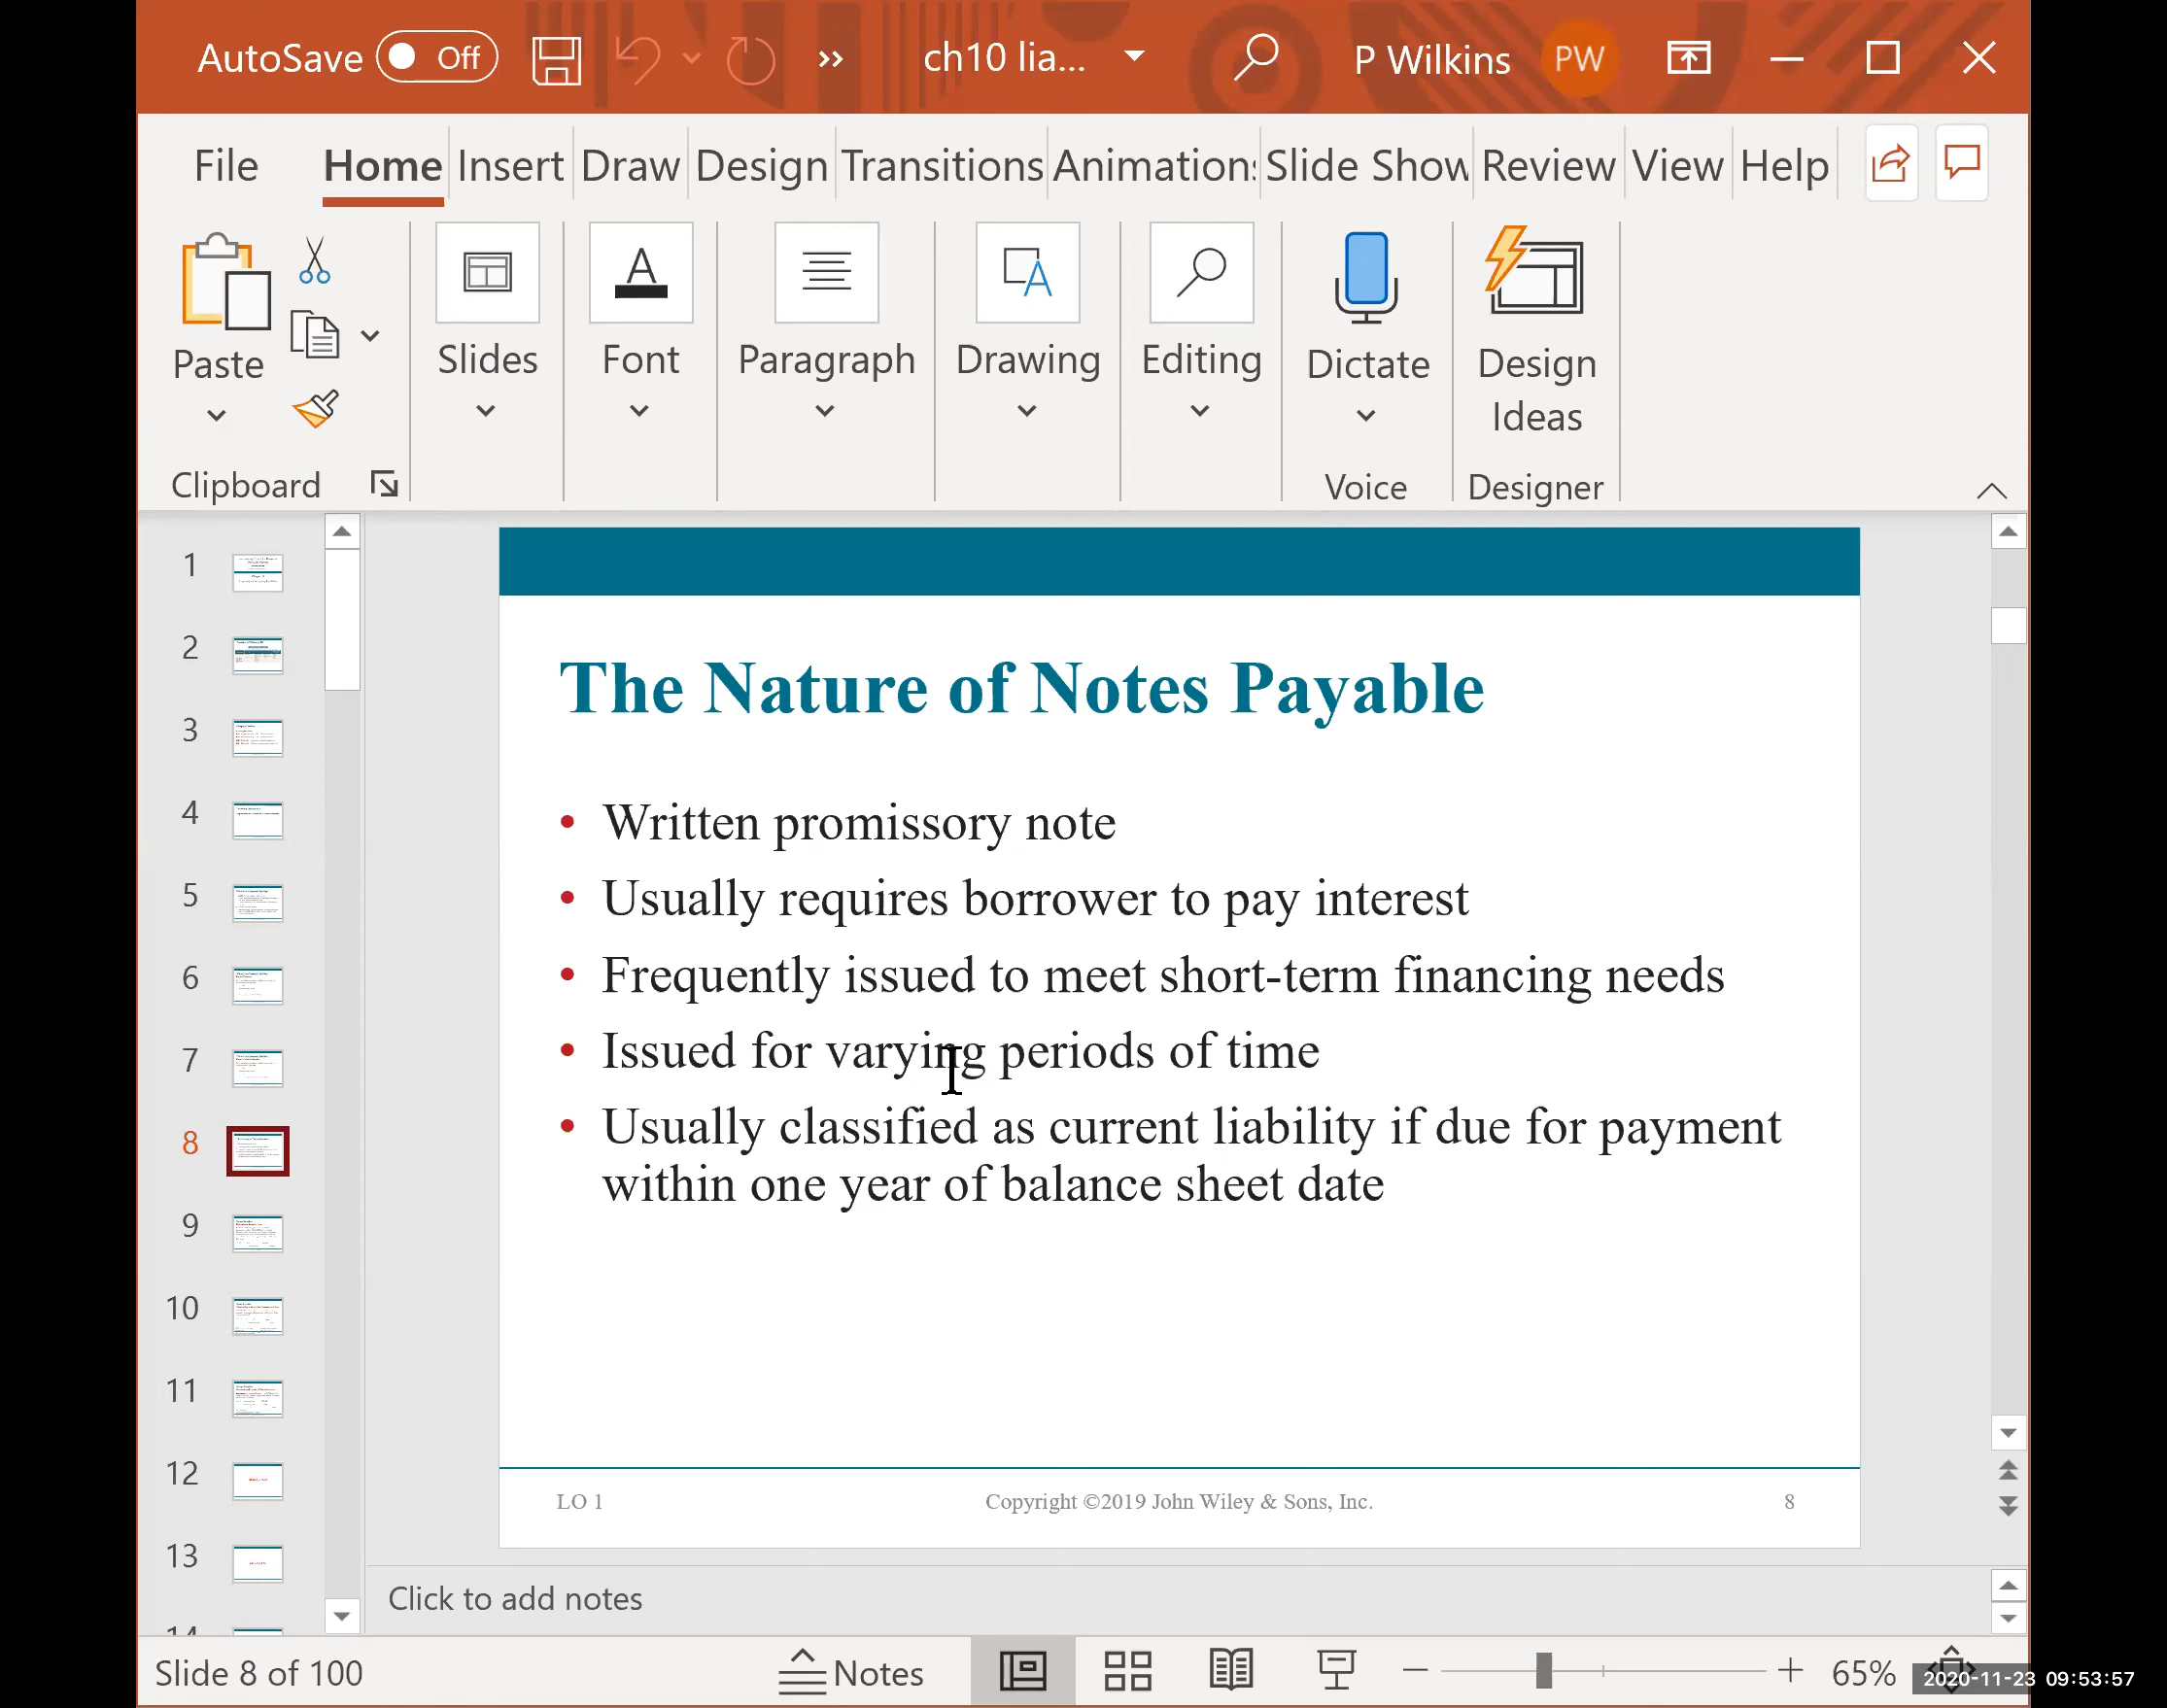 AutoSave Off ch10 lia... P Wilkins PW
File Home Insert Draw Design Transitions Animation Slide Show Review View Help
Paste Slides Font Paragraph Drawing Editing Dictate Design
Ideas
Clipboard Voice Designer
1
2
3
4
5
6
7
8
9
10
11
12
13
14
The Nature of Notes Payable
• Written promissory note
• Usually requires borrower to pay interest
• Frequently issued to meet short-term financing needs
• Issued for varying periods of time
• Usually classified as current liability if due for payment
within one year of balance sheet date
LO 1 Copyright ©2019 John Wiley & Sons, Inc. 8
Click to add notes
Slide 8 of 100 Notes 65%
2020-11-23 09:53:57